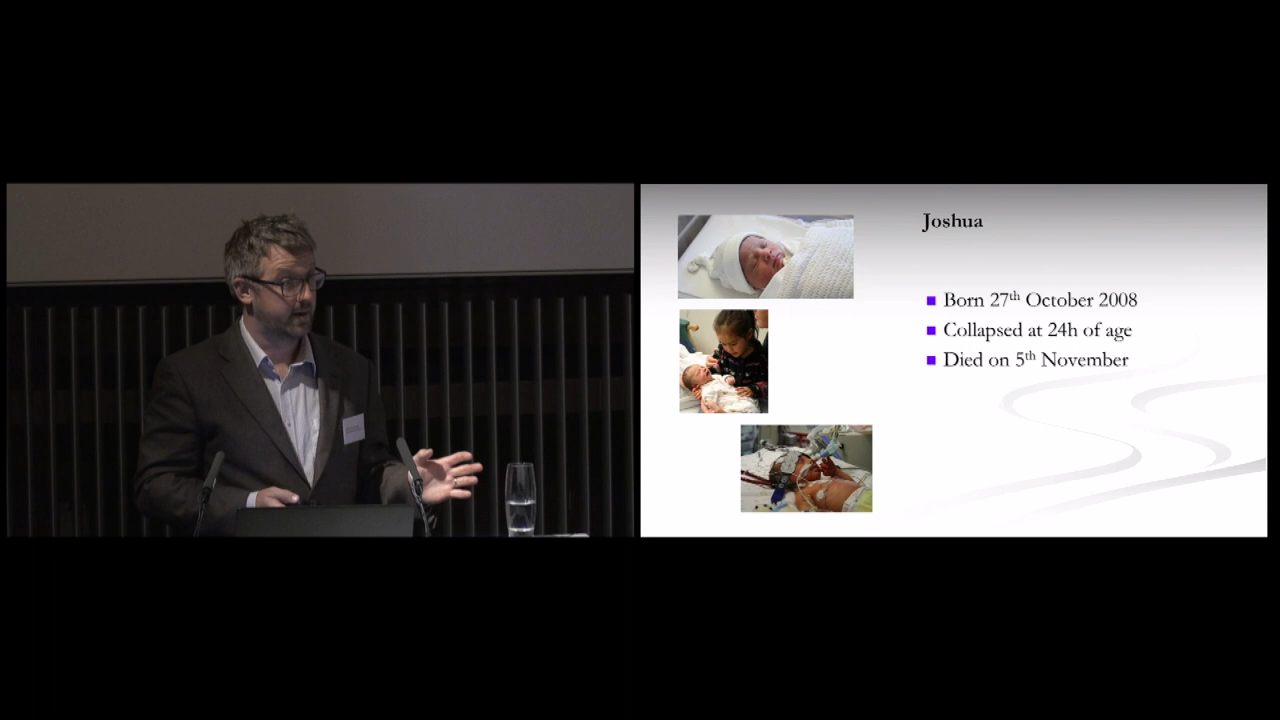 Joshua
Born 27th October 2008
Collapsed at 24h of age
Died on 5th November